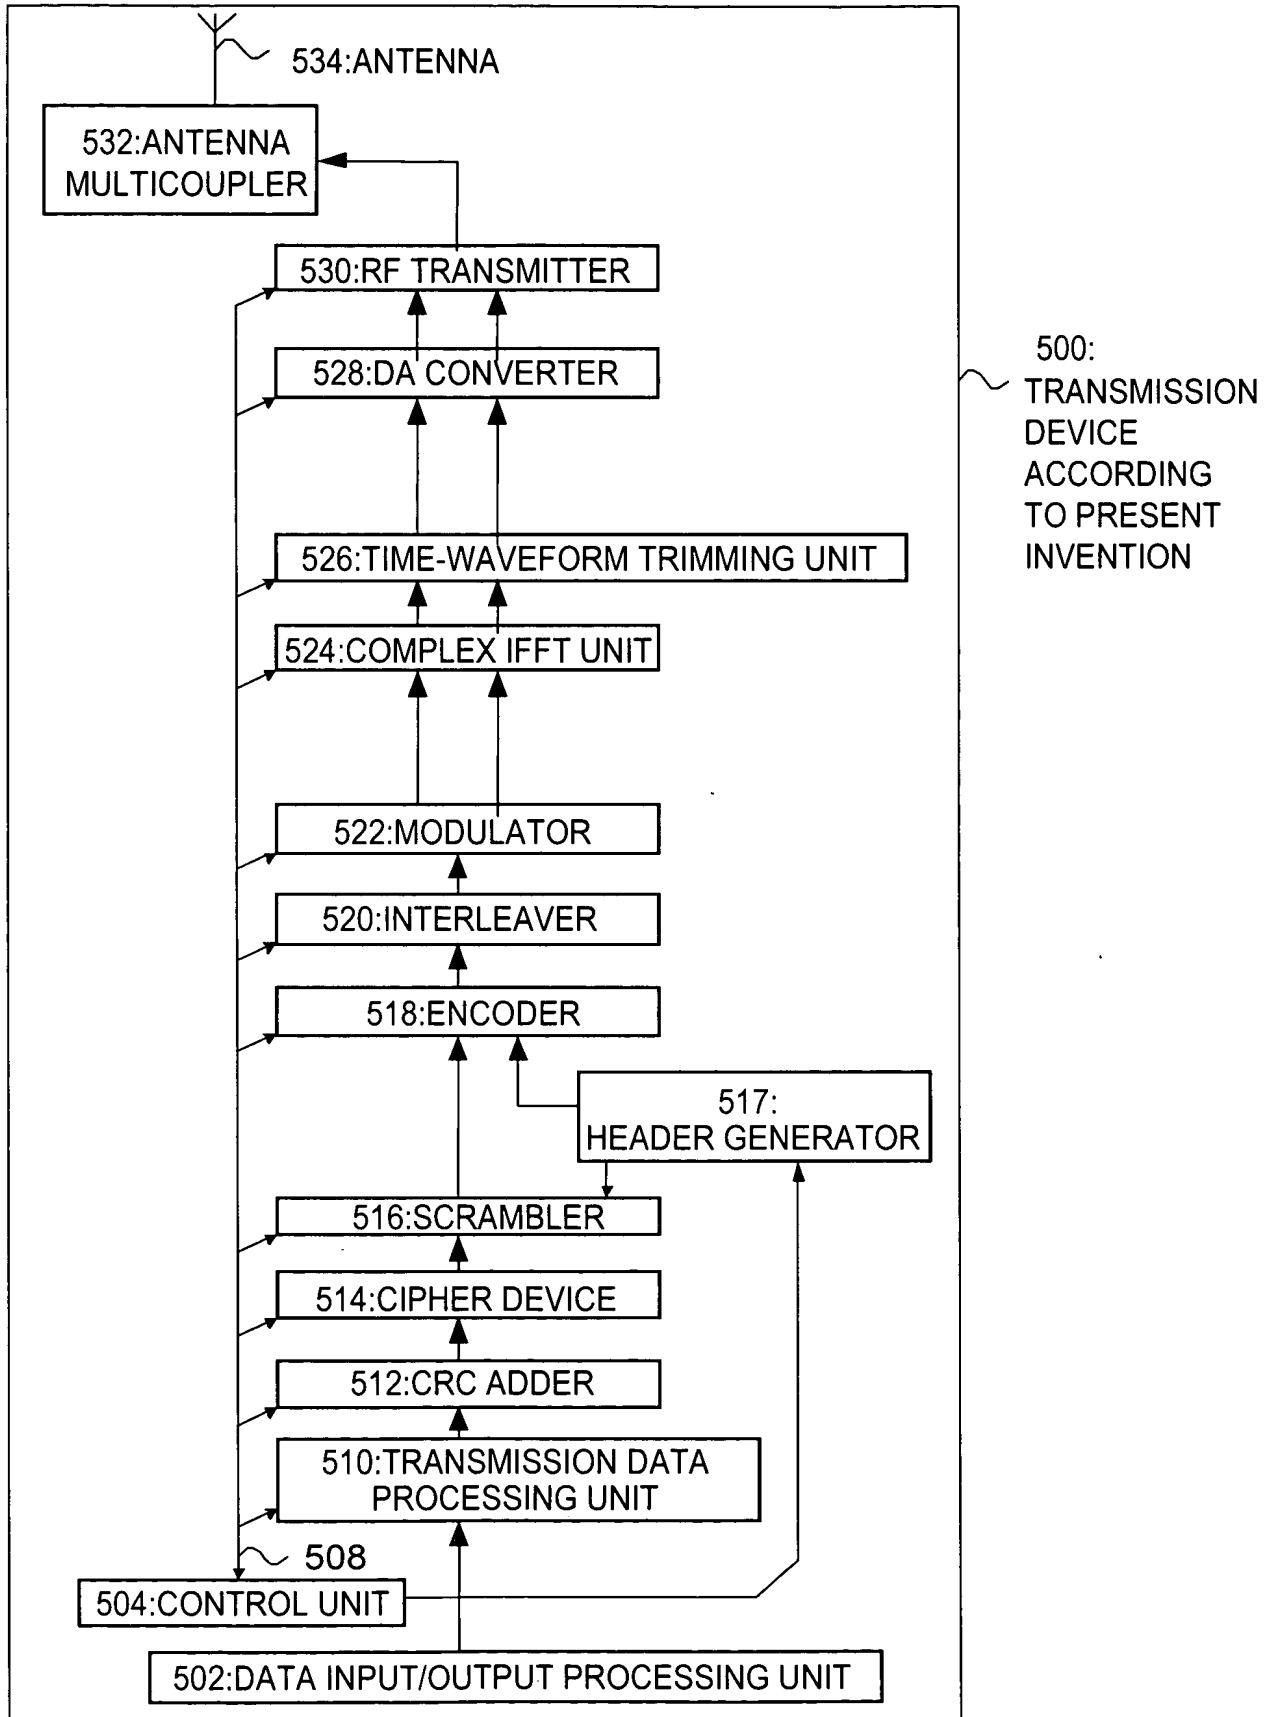 534:ANTENNA
532:ANTENNA
MULTICOUPLER
530:RF TRANSMITTER
528:DA CONVERTER
500:
TRANSMISSION
DEVICE
ACCORDING
TO PRESENT
INVENTION
526:TIME-WAVEFORM TRIMMING UNIT
524:COMPLEX IFFT UNIT
522:MODULATOR
520:INTERLEAVER
518:ENCODER
517:
HEADER GENERATOR
516:SCRAMBLER
514:CIPHER DEVICE
512:CRC ADDER
510:TRANSMISSION DATA
PROCESSING UNIT
508
504:CONTROL UNIT
502:DATA INPUT/OUTPUT PROCESSING UNIT